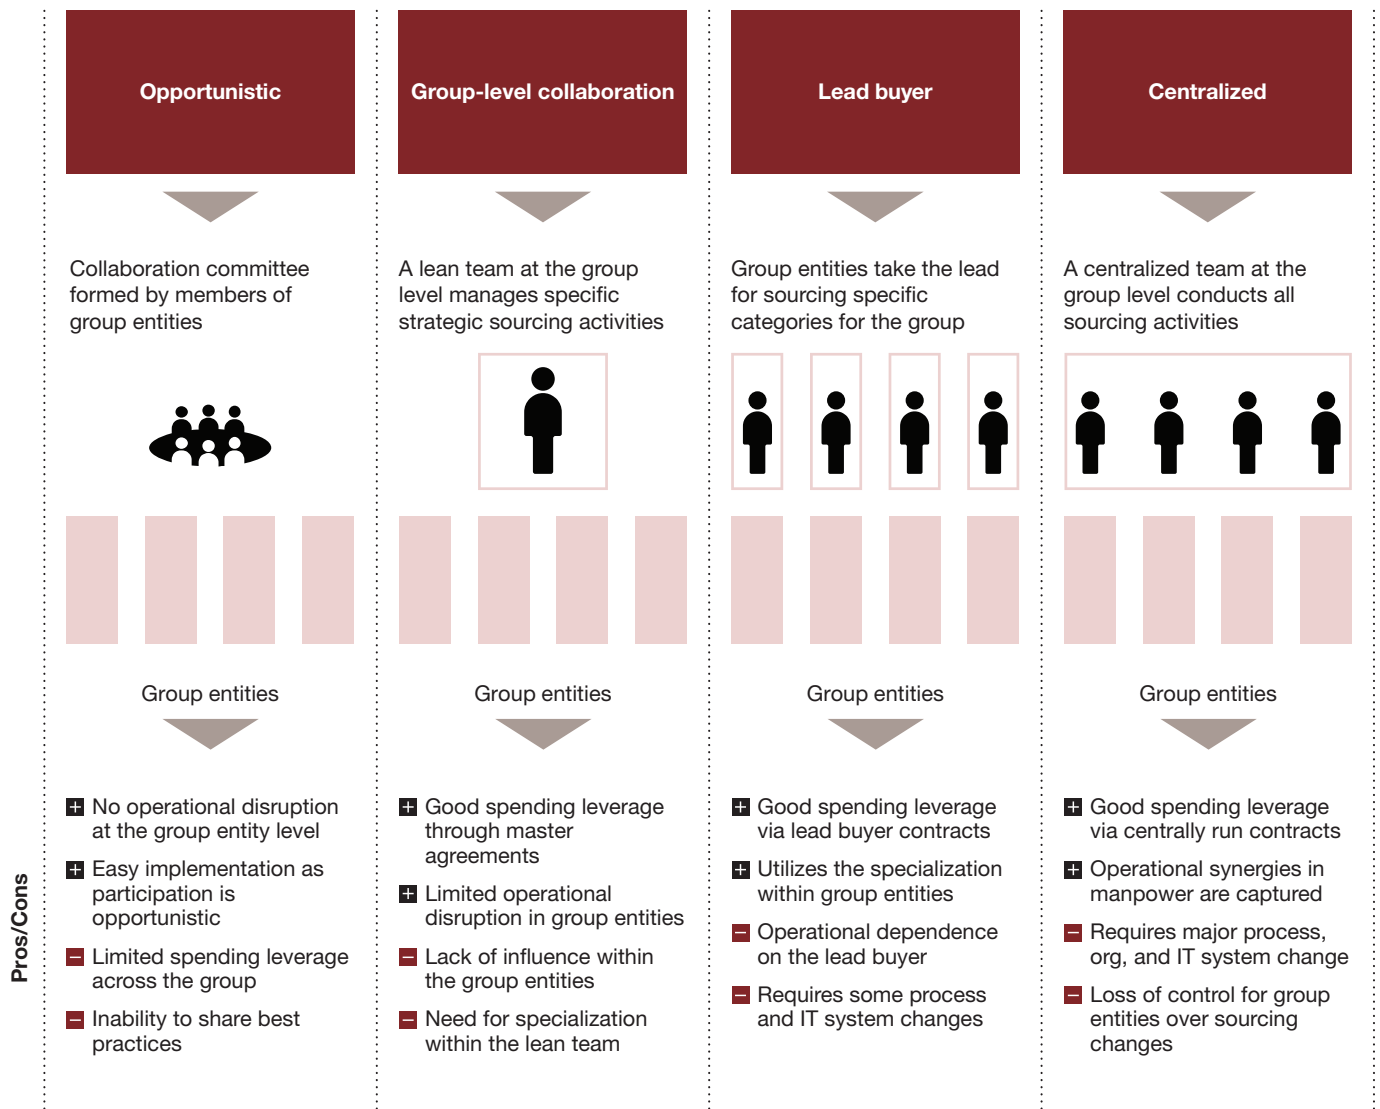 Opportunistic
Group-level collaboration
Lead buyer
Centralized
Collaboration committee
formed by members of
group entities
A lean team at the group
level manages specific
strategic sourcing activities
Group entities take the lead
for sourcing specific
categories for the group
A centralized team at the
group level conducts all
sourcing activities
Group entities
Group entities
Group entities
Group entities
Pros/Cons
+ No operational disruption
at the group entity level
+ Easy implementation as
participation is
opportunistic
– Limited spending leverage
across the group
– Inability to share best
practices
+ Good spending leverage
through master
agreements
+ Limited operational
disruption in group entities
– Lack of influence within
the group entities
– Need for specialization
within the lean team
+ Good spending leverage
via lead buyer contracts
+ Utilizes the specialization
within group entities
– Operational dependence
on the lead buyer
– Requires some process
and IT system changes
+ Good spending leverage
via centrally run contracts
+ Operational synergies in
manpower are captured
– Requires major process,
org, and IT system change
– Loss of control for group
entities over sourcing
changes